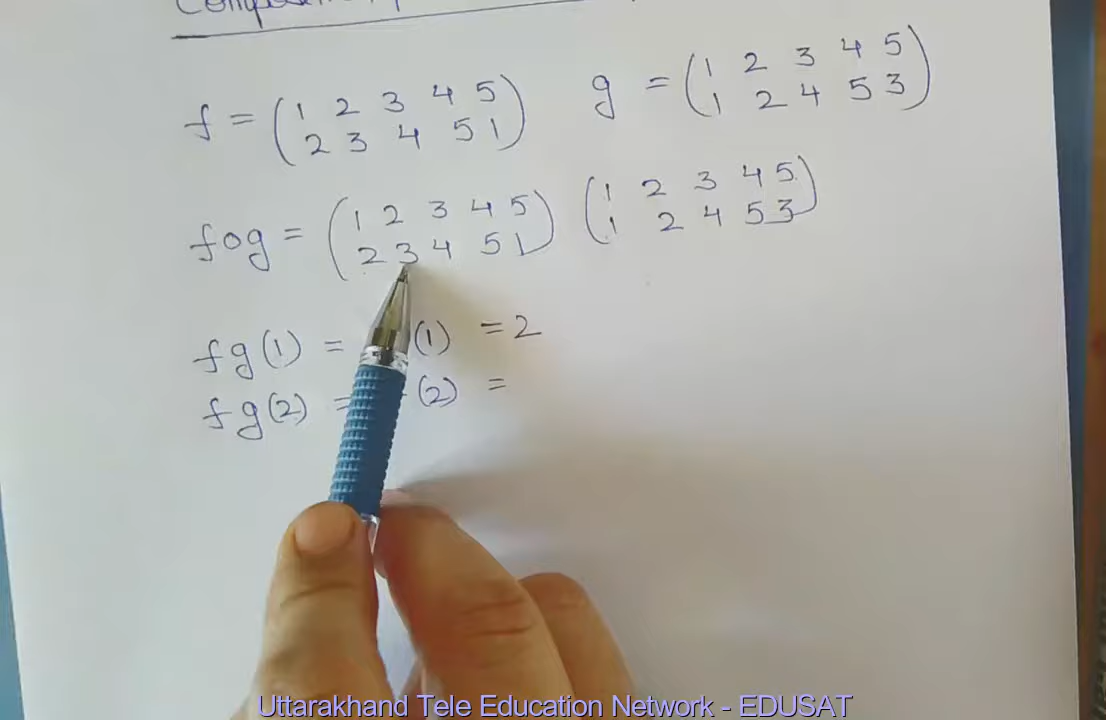 f = (1 2 3 4 5 / 2 3 4 5 1) g = (1 2 3 4 5 / 1 2 4 5 3)
fog = (1 2 3 4 5 / 2 3 4 5 1) (1 2 3 4 5 / 1 2 4 5 3)
fg(1) = (1) = 2
fg(2) = (2) =
Uttarakhand Tele Education Network - EDUSAT